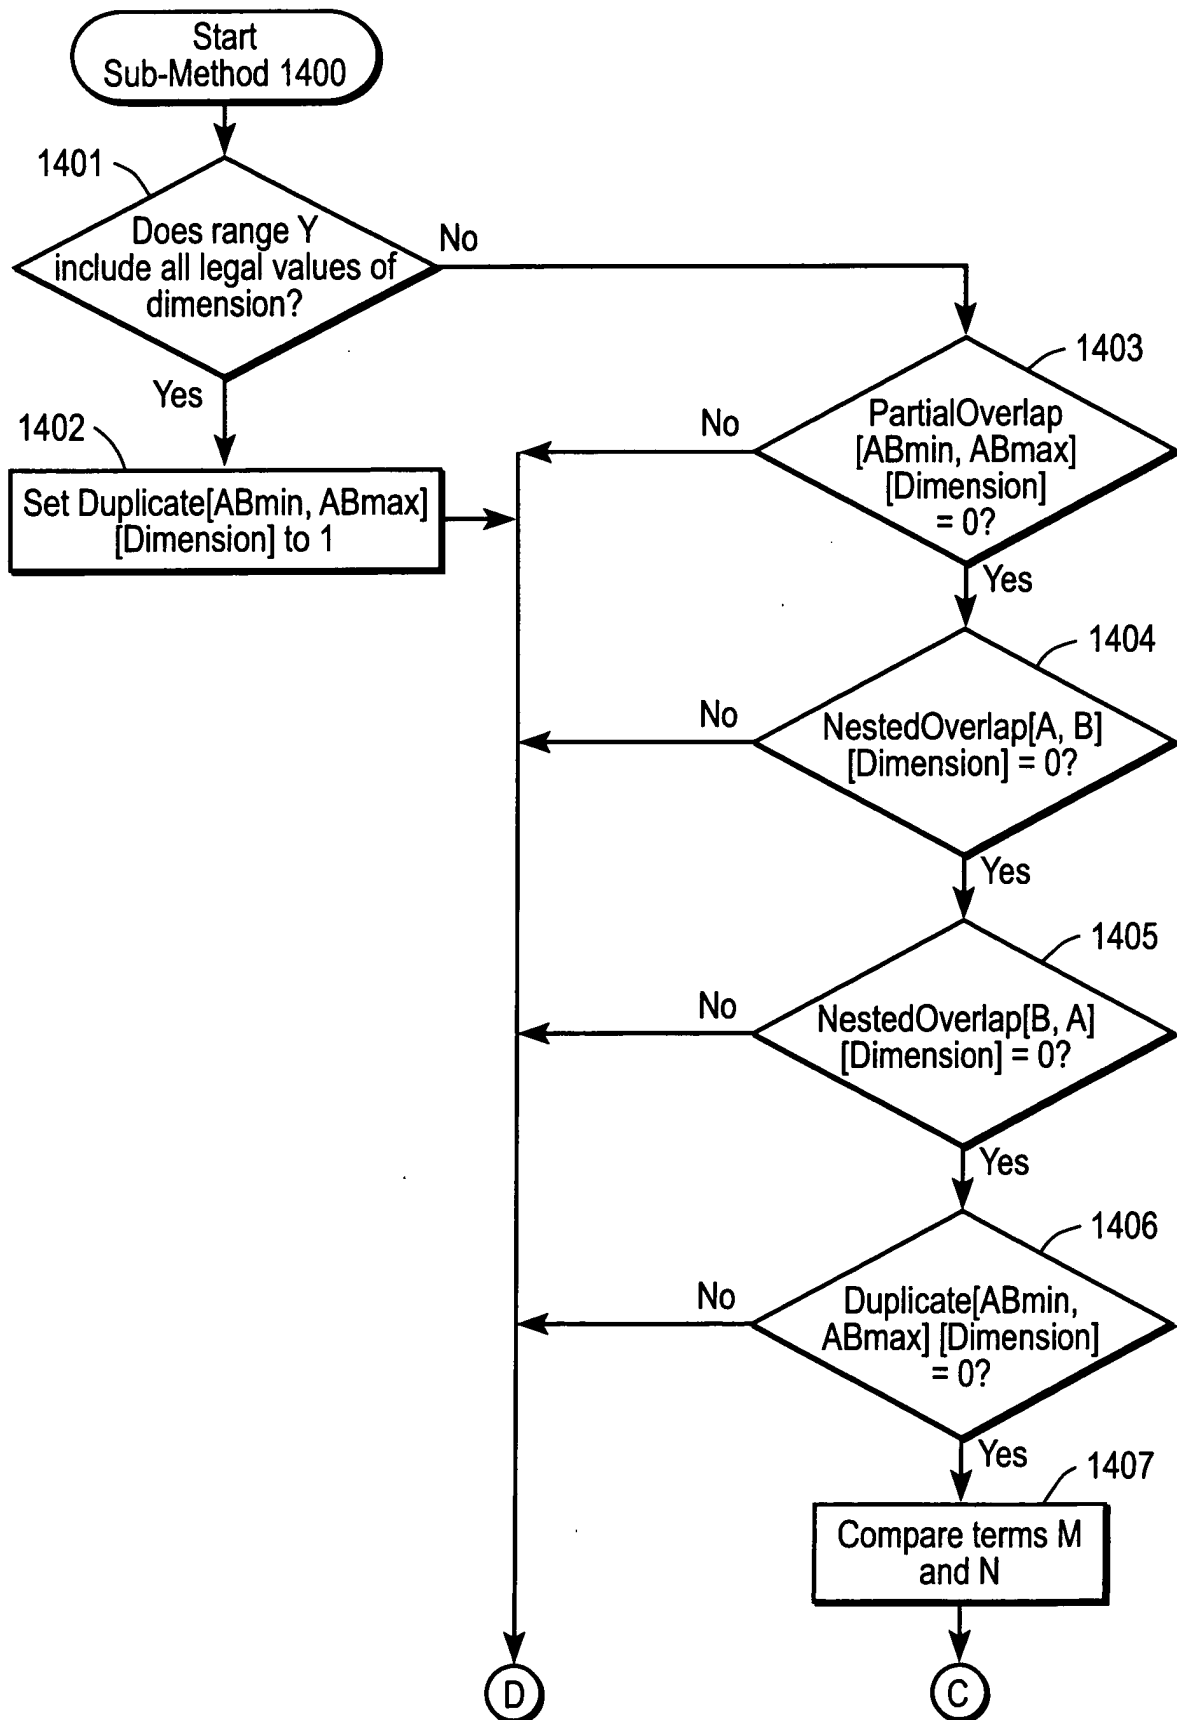 Start
Sub-Method 1400
1401
Does range Y
include all legal values of
dimension?
No
Yes
1402
Set Duplicate[ABmin, ABmax]
[Dimension] to 1
1403
PartialOverlap
[ABmin, ABmax]
[Dimension]
= 0?
No
Yes
1404
NestedOverlap[A, B]
[Dimension] = 0?
No
Yes
1405
NestedOverlap[B, A]
[Dimension] = 0?
No
Yes
1406
Duplicate[ABmin,
ABmax] [Dimension]
= 0?
No
Yes
1407
Compare terms M
and N
D
C